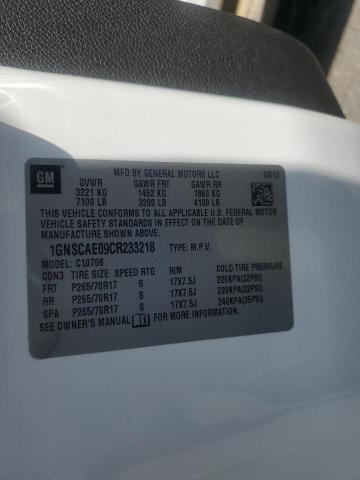 GM
MFD BY GENERAL MOTORS LLC 03/12
GVWR GAWR FRT GAWR RR
3221 KG 1452 KG 1860 KG
7100 LB 3200 LB 4100 LB
THIS VEHICLE CONFORMS TO ALL APPLICABLE U.S. FEDERAL MOTOR
VEHICLE SAFETY STANDARDS IN EFFECT ON THE DATE OF
MANUFACTURE SHOWN ABOVE.
1GNSCAE09CR233218 TYPE: M.P.V.
MODEL: C10706
CDN3 TIRE SIZE SPEED RTG RIM COLD TIRE PRESSURE
FRT P265/70R17 S 17X7.5J 220KPA(32PSI)
RR P265/70R17 S 17X7.5J 220KPA(32PSI)
SPA P265/70R17 S 17X7.5J 240KPA(35PSI)
SEE OWNER'S MANUAL FOR MORE INFORMATION.